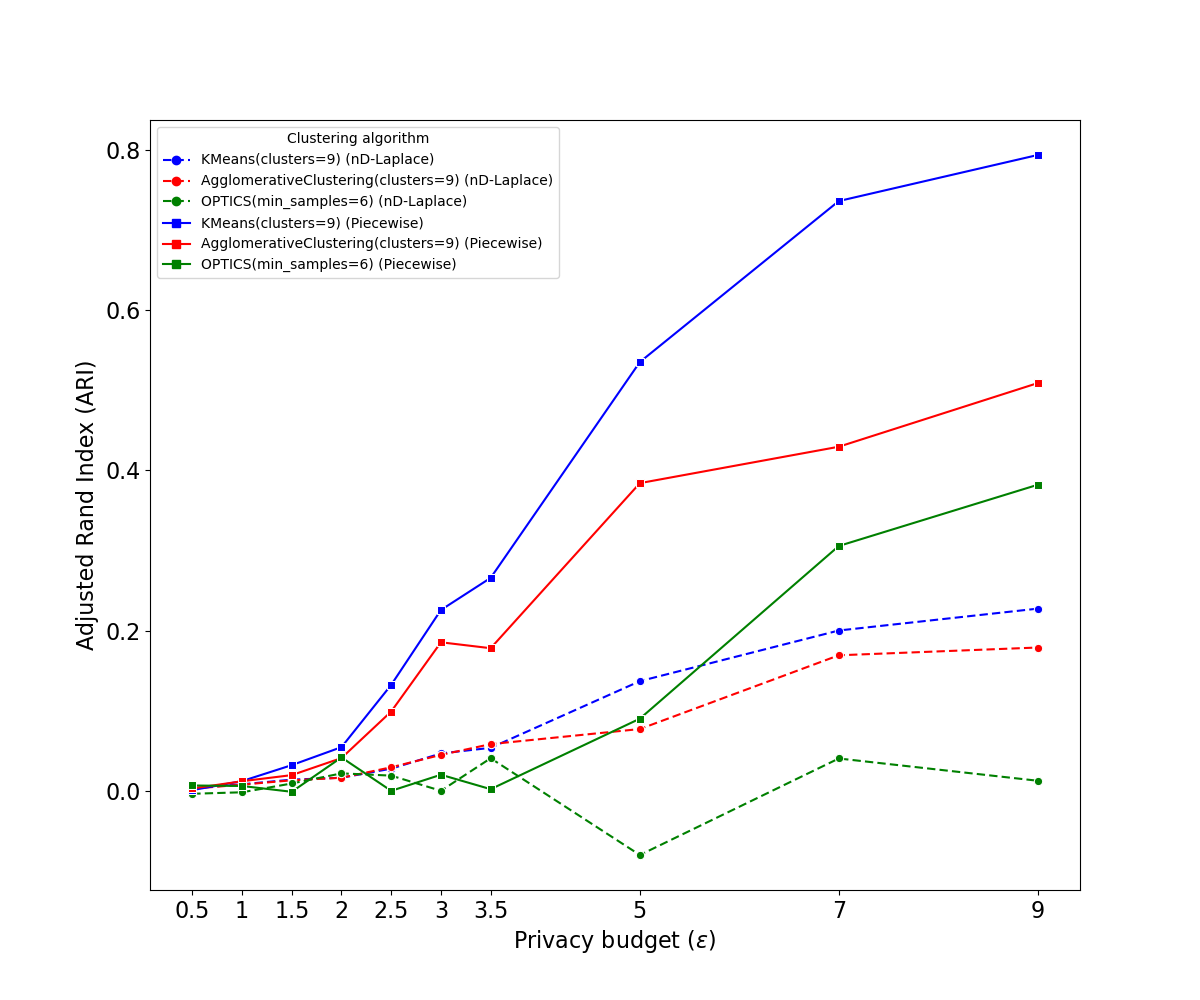 Clustering algorithm
KMeans(clusters=9) (nD-Laplace)
AgglomerativeClustering(clusters=9) (nD-Laplace)
OPTICS(min_samples=6) (nD-Laplace)
KMeans(clusters=9) (Piecewise)
AgglomerativeClustering(clusters=9) (Piecewise)
OPTICS(min_samples=6) (Piecewise)
Adjusted Rand Index (ARI)
0.8
0.6
0.4
0.2
0.0
0.5 1 1.5 2 2.5 3 3.5 5 7 9
Privacy budget (ε)